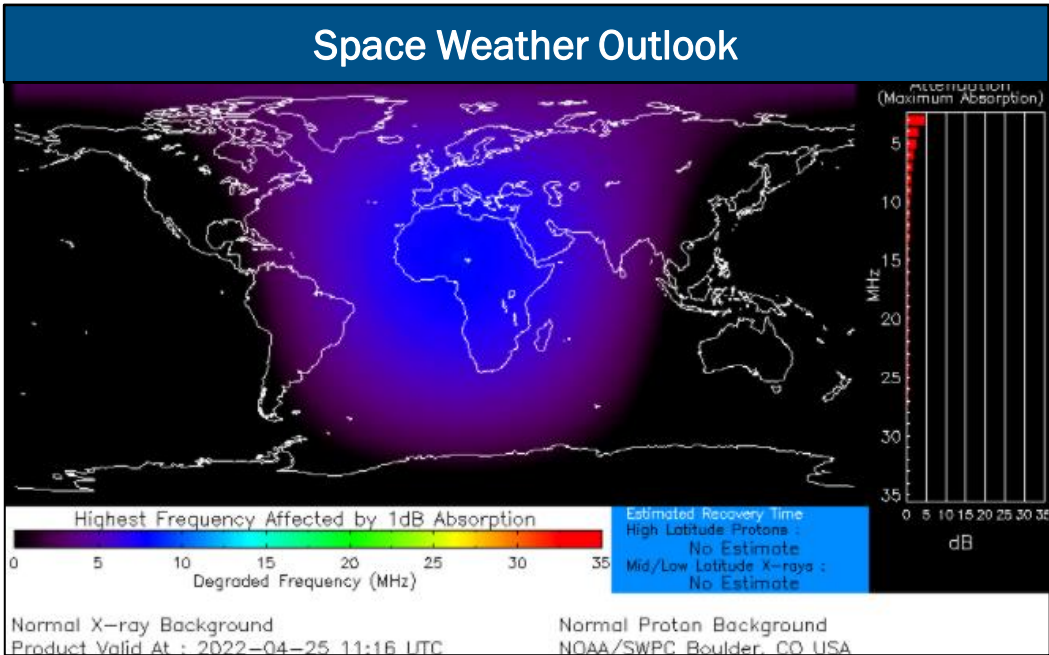 Space Weather Outlook
Attenuation
(Maximum Absorption)
5
10
15
20
25
30
35
MHz
0 5 10 15 20 25 30 35
dB
Highest Frequency Affected by 1dB Absorption
0 5 10 15 20 25 30 35
Degraded Frequency (MHz)
Estimated Recovery Time
High Latitude Protons :
No Estimate
Mid/Low Latitude X-rays :
No Estimate
Normal X-ray Background
Normal Proton Background
Product Valid At : 2022-04-25 11:16 UTC
NOAA/SWPC Boulder, CO USA